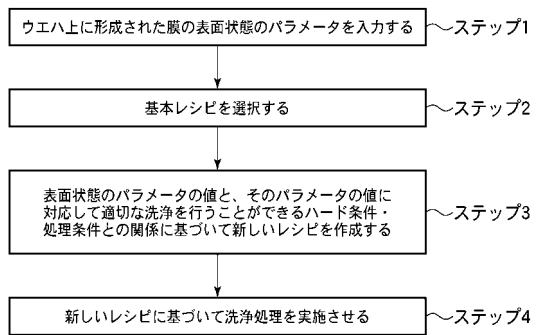 ウエハ上に形成された膜の表面状態のパラメータを入力する
ステップ1
基本レシピを選択する
ステップ2
表面状態のパラメータの値と、そのパラメータの値に
対応して適切な洗浄を行うことができるハード条件・
処理条件との関係に基づいて新しいレシピを作成する
ステップ3
新しいレシピに基づいて洗浄処理を実施させる
ステップ4